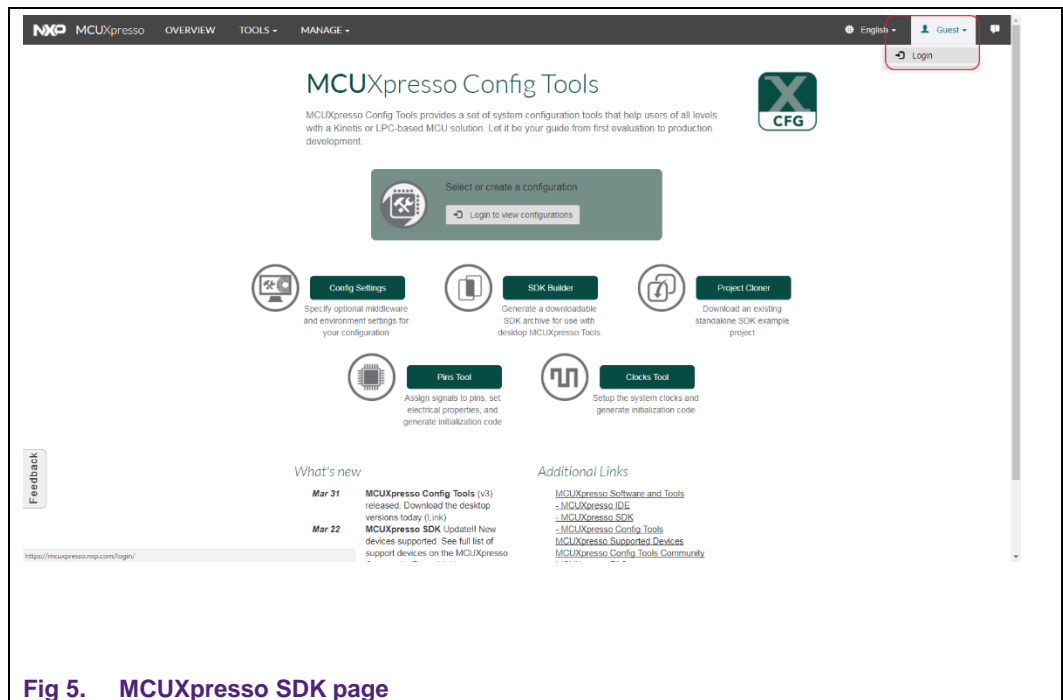 NXP MCUXpresso OVERVIEW TOOLS MANAGE English Guest
Login
MCUXpresso Config Tools
MCUXpresso Config Tools provides a set of system configuration tools that help users of all levels
with a Kinetis or LPC-based MCU solution. Let it be your guide from first evaluation to production
development.
CFG
Select or create a configuration
Login to view configurations
Config Settings
Specify optional middleware
and environment settings for
your configuration
SDK Builder
Generate a downloadable
SDK archive for use with
desktop MCUXpresso Tools
Project Cloner
Download an existing
standalone SDK example
project
Pins Tool
Assign signals to pins, set
electrical properties, and
generate initialization code
Clocks Tool
Setup the system clocks and
generate initialization code
Feedback
What's new
Mar 31 MCUXpresso Config Tools (v3)
released. Download the desktop
versions today (Link)
Mar 22 MCUXpresso SDK Update!! New
devices supported. See full list of
support devices on the MCUXpresso
Additional Links
MCUXpresso Software and Tools
- MCUXpresso IDE
- MCUXpresso SDK
- MCUXpresso Config Tools
MCUXpresso Supported Devices
MCUXpresso Config Tools Community
https://mcuxpresso.nxp.com/login/
Fig 5. MCUXpresso SDK page